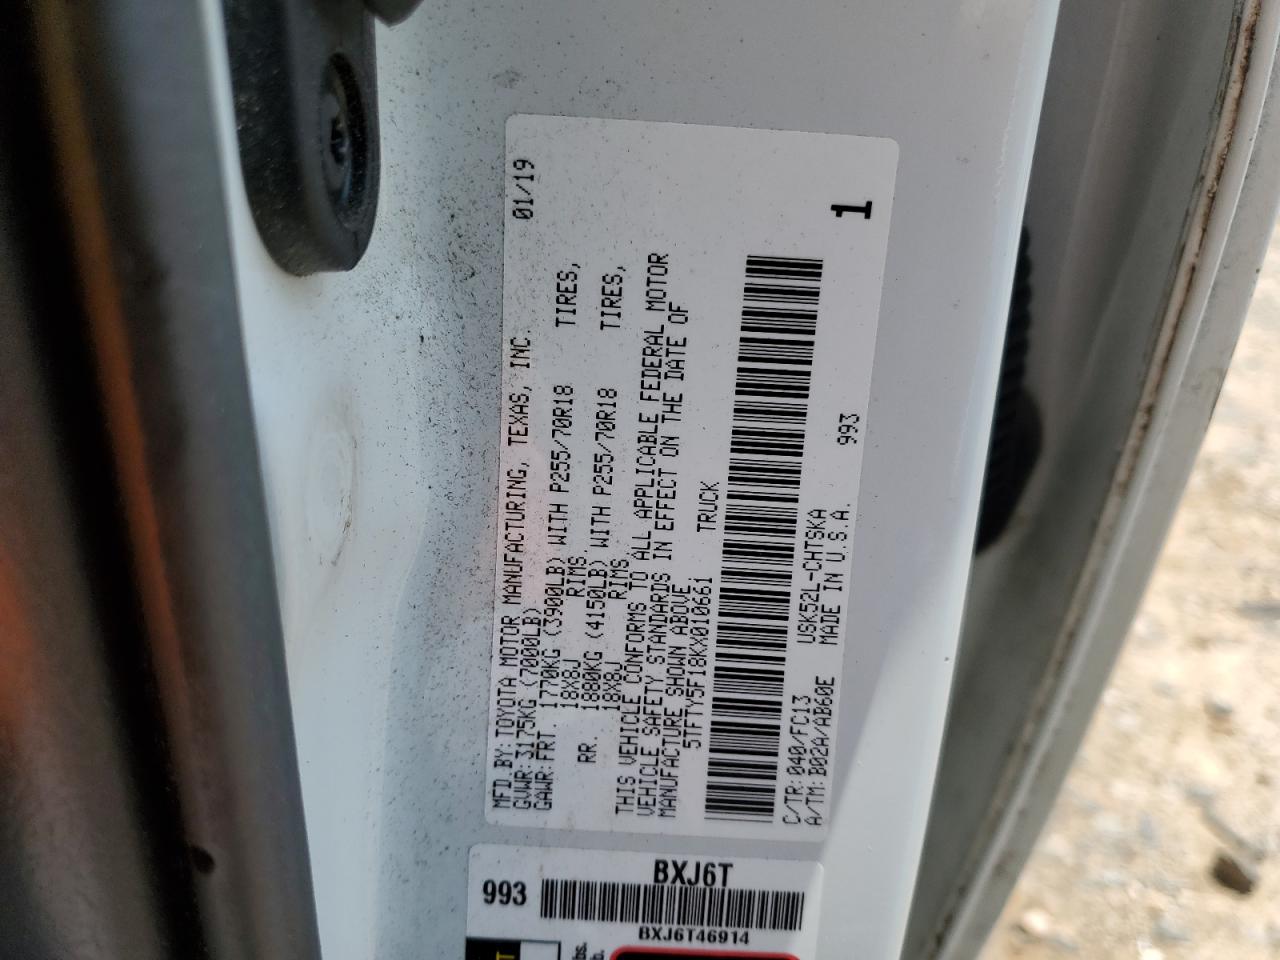 MFD BY: TOYOTA MOTOR MANUFACTURING, TEXAS, INC. 01/19
GVWR: 3175KG (7000LB)
GAWR: FRT 1770KG (3900LB) WITH P255/70R18 TIRES,
18X8J RIMS
RR. 1880KG (4150LB) WITH P255/70R18 TIRES,
18X8J RIMS
THIS VEHICLE CONFORMS TO ALL APPLICABLE FEDERAL MOTOR
VEHICLE SAFETY STANDARDS IN EFFECT ON THE DATE OF
MANUFACTURE SHOWN ABOVE.
5TFTY5F18KX010661 TRUCK
C/TR: 040/FC13 USK52L-CHTSKA 993 1
A/TM: B02A/AB60E MADE IN U.S.A.
BXJ6T
993
BXJ6T46914